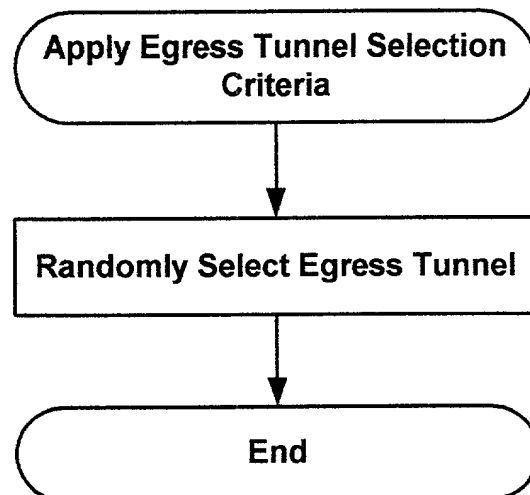 Apply Egress Tunnel Selection
Criteria
Randomly Select Egress Tunnel
End